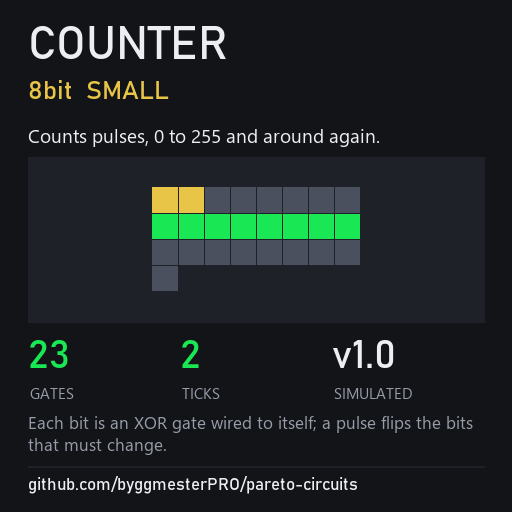 COUNTER
8bit SMALL
Counts pulses, 0 to 255 and around again.
23 2 v1.0
GATES TICKS SIMULATED
Each bit is an XOR gate wired to itself; a pulse flips the bits
that must change.
github.com/byggmesterPRO/pareto-circuits